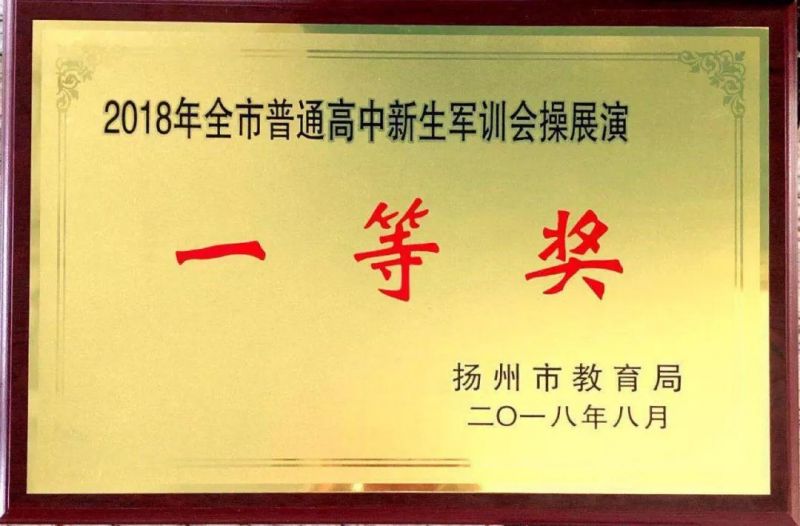 2018年全市普通高中新生军训会操展演
一等奖
扬州市教育局
二〇一八年八月